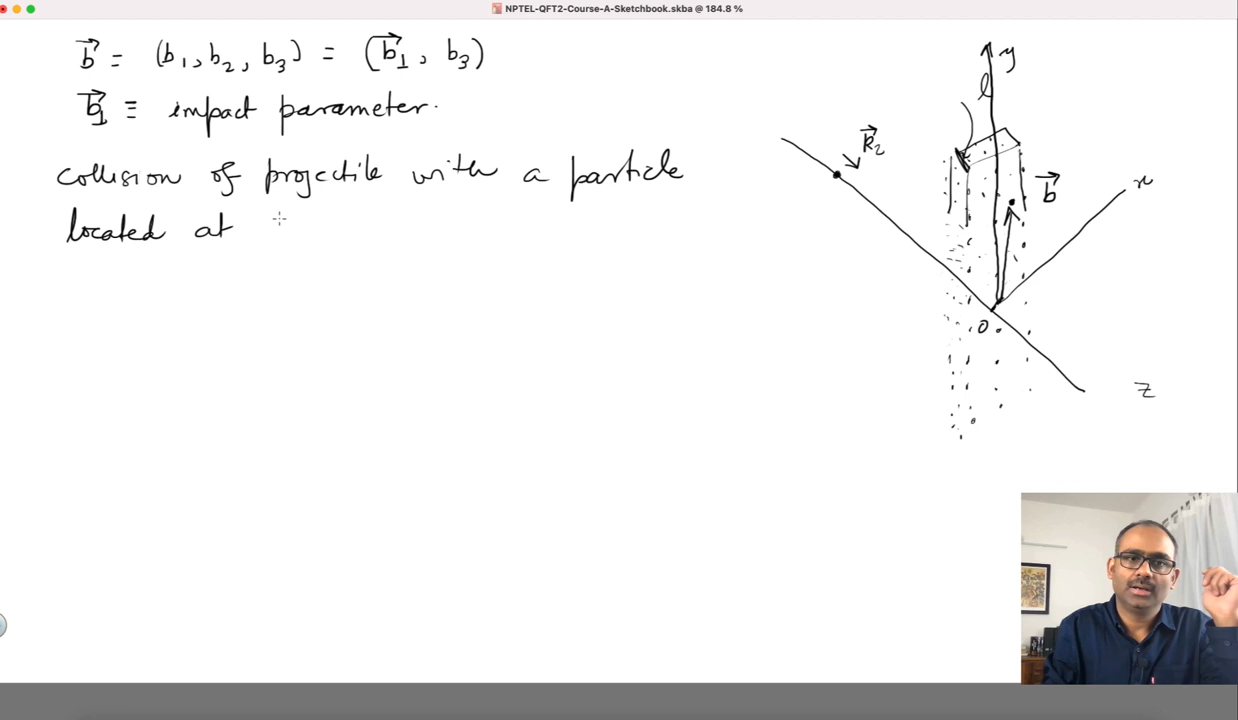 NPTEL-QFT2-Course-A-Sketchbook.skba @ 184.8 %
b⃗ = (b₁, b₂, b₃) = (b⃗⊥, b₃)
b⃗⊥ ≡ impact parameter.
collision of projectile with a particle
located at
y
l
k⃗₂
b⃗
x
O
z